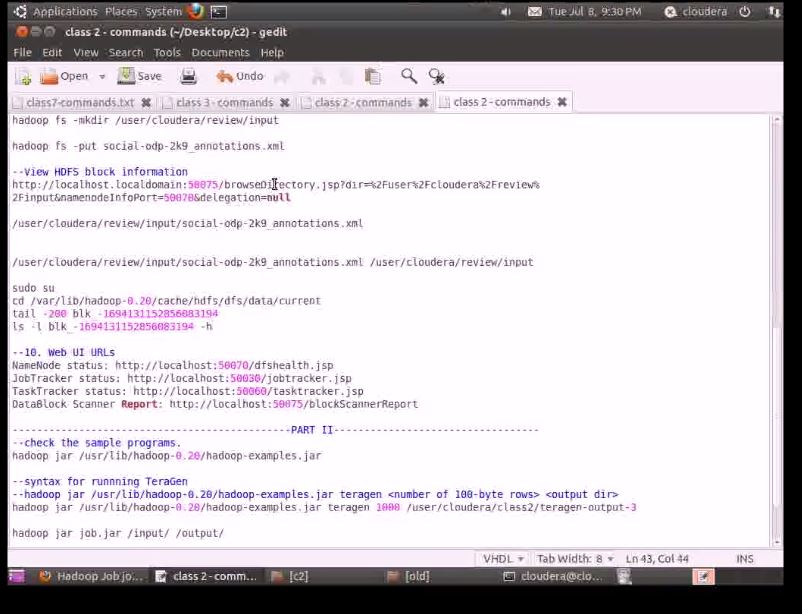 Applications Places System Tue Jul 8, 9:30 PM cloudera
class 2 - commands (~/Desktop/c2) - gedit
File Edit View Search Tools Documents Help
Open Save Undo
class7-commands.txt class 3 - commands class 2 - commands class 2 - commands
hadoop fs -mkdir /user/cloudera/review/input
hadoop fs -put social-odp-2k9_annotations.xml
--View HDFS block information
http://localhost.localdomain:50075/browseDirectory.jsp?dir=%2Fuser%2Fcloudera%2Freview%
2Finput&namenodeInfoPort=50070&delegation=null
/user/cloudera/review/input/social-odp-2k9_annotations.xml
/user/cloudera/review/input/social-odp-2k9_annotations.xml /user/cloudera/review/input
sudo su
cd /var/lib/hadoop-0.20/cache/hdfs/dfs/data/current
tail -200 blk_-1694131152856083194
ls -l blk_-1694131152856083194 -h
--10. Web UI URLs
NameNode status: http://localhost:50070/dfshealth.jsp
JobTracker status: http://localhost:50030/jobtracker.jsp
TaskTracker status: http://localhost:50060/tasktracker.jsp
DataBlock Scanner Report: http://localhost:50075/blockScannerReport
-------------------------------------------PART II--------------------------------
--check the sample programs.
hadoop jar /usr/lib/hadoop-0.20/hadoop-examples.jar
--syntax for runnning TeraGen
--hadoop jar /usr/lib/hadoop-0.20/hadoop-examples.jar teragen <number of 100-byte rows> <output dir>
hadoop jar /usr/lib/hadoop-0.20/hadoop-examples.jar teragen 1000 /user/cloudera/class2/teragen-output-3
hadoop jar job.jar /input/ /output/
VHDL Tab Width: 8 Ln 43, Col 44 INS
Hadoop Job jo... class 2 - comm... [c2] [old] cloudera@clo...